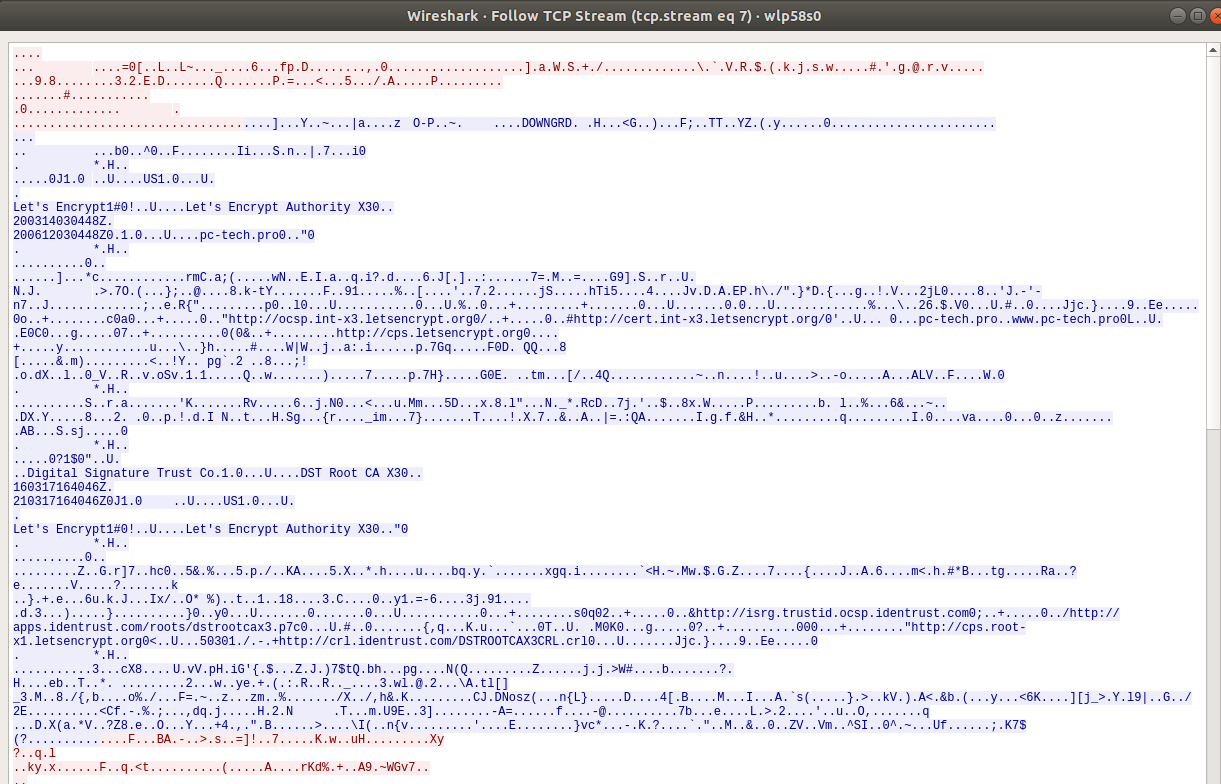 Wireshark · Follow TCP Stream (tcp.stream eq 7) · wlp58s0
....
... ....=0[..L..L~..._....6...fp.D........,.0...................].a.W.S.+./.............\.`.V.R.$.(.k.j.s.w.....#.'.g.@.r.v.....
...9.8........3.2.E.D.......Q.......P.=...<...5.../.A.....P.........
.......#...........
.0............. .
....................................]...Y..~...|a....z O-P..~. ....DOWNGRD. .H...<G..)...F;..TT..YZ.(.y......0.......................
...
.. ...b0..^0..F........Ii...S.n..|.7...i0
. *.H..
.....0J1.0 ..U....US1.0...U.
.
Let's Encrypt1#0!..U....Let's Encrypt Authority X30..
200314030448Z.
200612030448Z0.1.0...U....pc-tech.pro0.."0
. *.H..
..........0..
......]...*c............rmC.a;(.....wN..E.I.a..q.i?.d....6.J[.]..:......7=.M..=....G9].S..r..U.
N.J. .>.7O.(...};..@....8.k-tY.......F..91.....%..[....'..7.2......jS.....hTi5....4....Jv.D.A.EP.h\./".}*D.{...g..!.V...2jL0....8..'J.-'-
n7..J.............;..e.R{".........p0..l0...U...........0...U.%..0...+.........+.......0...U.......0.0...U.............%...\..26.$.V0...U.#..0....Jjc.}....9..Ee.....
0o..+........c0a0...+.....0.."http://ocsp.int-x3.letsencrypt.org0/..+.....0..#http://cert.int-x3.letsencrypt.org/0'..U... 0...pc-tech.pro..www.pc-tech.pro0L..U.
.E0C0...g.....07..+..........0(0&..+.........http://cps.letsencrypt.org0....
+.....y............u...\..}h.....#....W|W..j..a:.i......p.7Gq.....F0D. QQ...8
[.....&.m).........<..!Y.. pg`.2 ..8...;!
.o.dX..l..0_V..R..v.oSv.1.1.....Q..w.......).....7.....p.7H}.....G0E. ..tm...[/..4Q............~..n....!..u....>..-o.....A...ALV..F....W.0
. *.H..
..........S..r.a.......'K.......Rv.....6..j.N0...<...u.Mm...5D...x.8.l"...N._*.RcD..7j.'..$..8x.W.....P.........b. l..%...6&...~..
.DX.Y.....8...2...0..p.!.d.I N..t...H.Sg...{r...._im...7}.......T....!.X.7..&..A..|=.:QA.......I.g.f.&H..*.........q.........I.0....va....0...0..z.......
.AB...S.sj.....0
. *.H..
.....0?1$0"..U.
..Digital Signature Trust Co.1.0...U....DST Root CA X30..
160317164046Z.
210317164046Z0J1.0 ..U....US1.0...U.
.
Let's Encrypt1#0!..U....Let's Encrypt Authority X30.."0
. *.H..
..........0..
.........Z..G.r]7..hc0..5&.%...5.p./..KA....5.X..*.h....u....bq.y.`.......xgq.i........`<H.~.Mw.$.G.Z....7....{....J..A.6....m<.h.#*B...tg.....Ra..?
e.......V.....?.......k
..}.+.e...6u.k.J...Ix/..O* %)..t..1..18....3.C....0..y1.=-6....3j.91....
.d.3...).....}..........}0..y0...U.......0.......0...U...........0...+........s0q02..+.....0..&http://isrg.trustid.ocsp.identrust.com0;..+.....0../http://
apps.identrust.com/roots/dstrootcax3.p7c0...U.#..0.......{,q...K.u...`...0T..U. .M0K0...g.....0?..+..........000...+........"http://cps.root-
x1.letsencrypt.org0<..U...50301./.-.+http://crl.identrust.com/DSTROOTCAX3CRL.crl0...U.......Jjc.}....9..Ee.....0
. *.H..
...........3...cX8....U.vV.pH.iG'{.$...Z.J.)7$tQ.bh...pg....N(Q.........Z......j.j.>W#....b.......?.
H....eb..T..*. ..........2...w..ye.+.(.:.R..R.._....3.wl.@.2...\A.tl[]
_3.M..8./{,b....o%./...F=.~..z...zm..%......../X../,h&.K.........CJ.DNosz(...n{L}.....D....4[.B....M....I...A.`s(.....}.>..kV.).A<.&b.(...y...<6K....][j_>.Y.l9|..G../
2E..........<Cf.-.%.;...,dq.j.....H.2.N .T...m.U9E..3]........-A=......f...-@..........7b...e....L.>.2....'..u..O,.......q
...D.X(a.*V..?Z8.e..O...Y...+4.,.".B......>....\I(..n{v.........'....E........}vc*...-.K.?....`."..M..&..0..ZV..Vm..^SI..0^.~...Uf......;.K7$
(?..............F...BA.-..>.s..=]!..7.....K.w..uH.........Xy
?..q.l
..ky.x......F..q.<t..........(.....A....rKd%.+..A9.~WGv7..
..